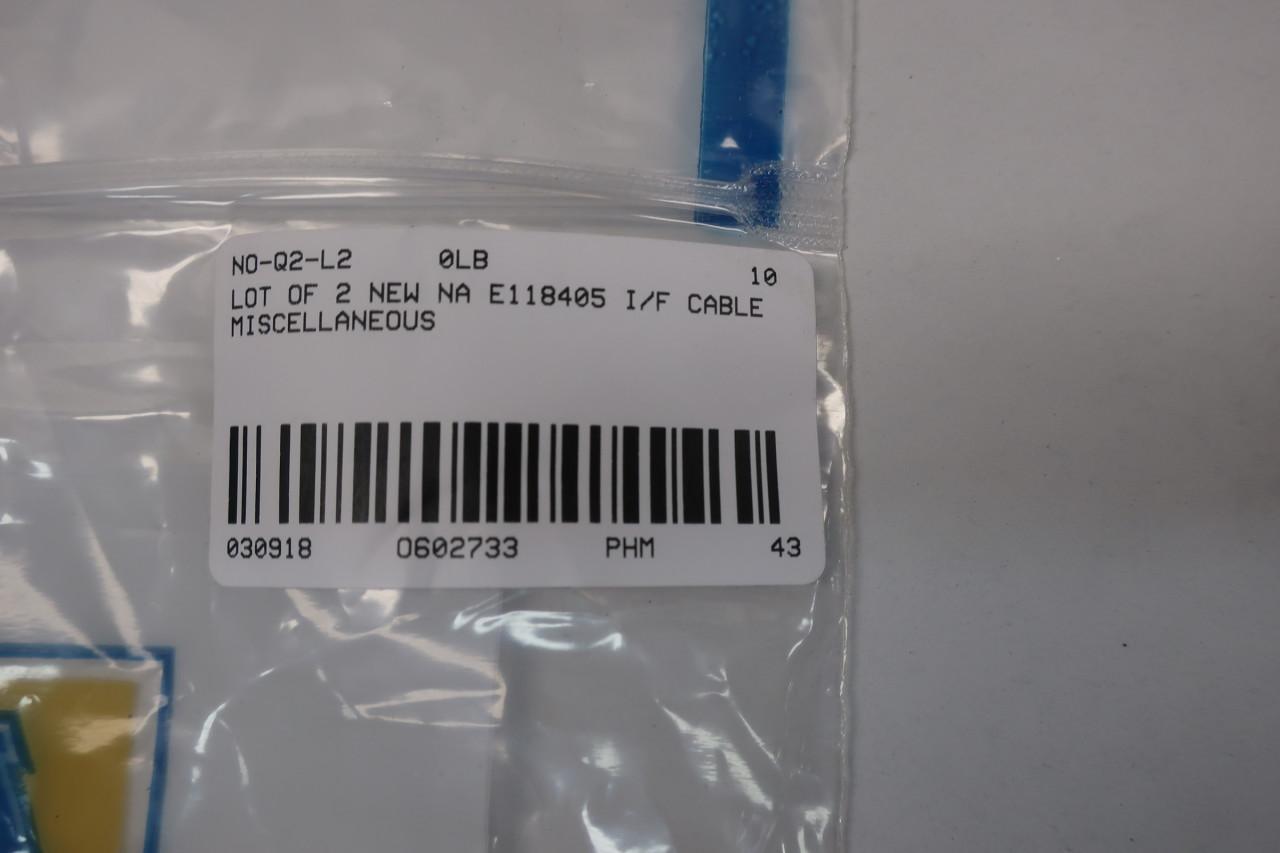 NO-Q2-L2 0LB 10
LOT OF 2 NEW NA E118405 I/F CABLE
MISCELLANEOUS
030918 0602733 PHM 43